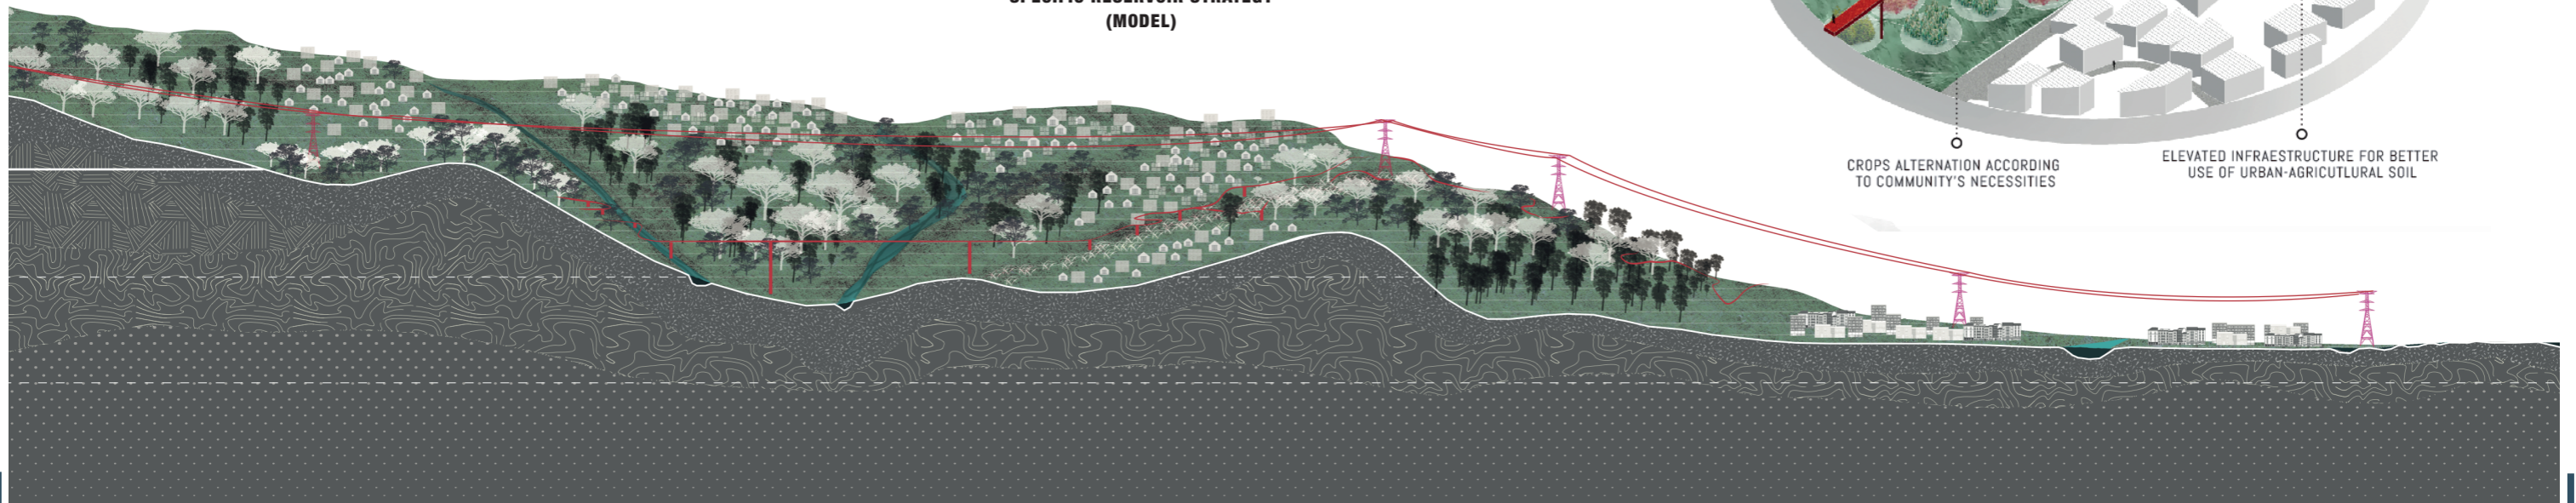 (MODEL)
CROPS ALTERNATION ACCORDING
TO COMMUNITY'S NECESSITIES
ELEVATED INFRAESTRUCTURE FOR BETTER
USE OF URBAN-AGRICUTLURAL SOIL